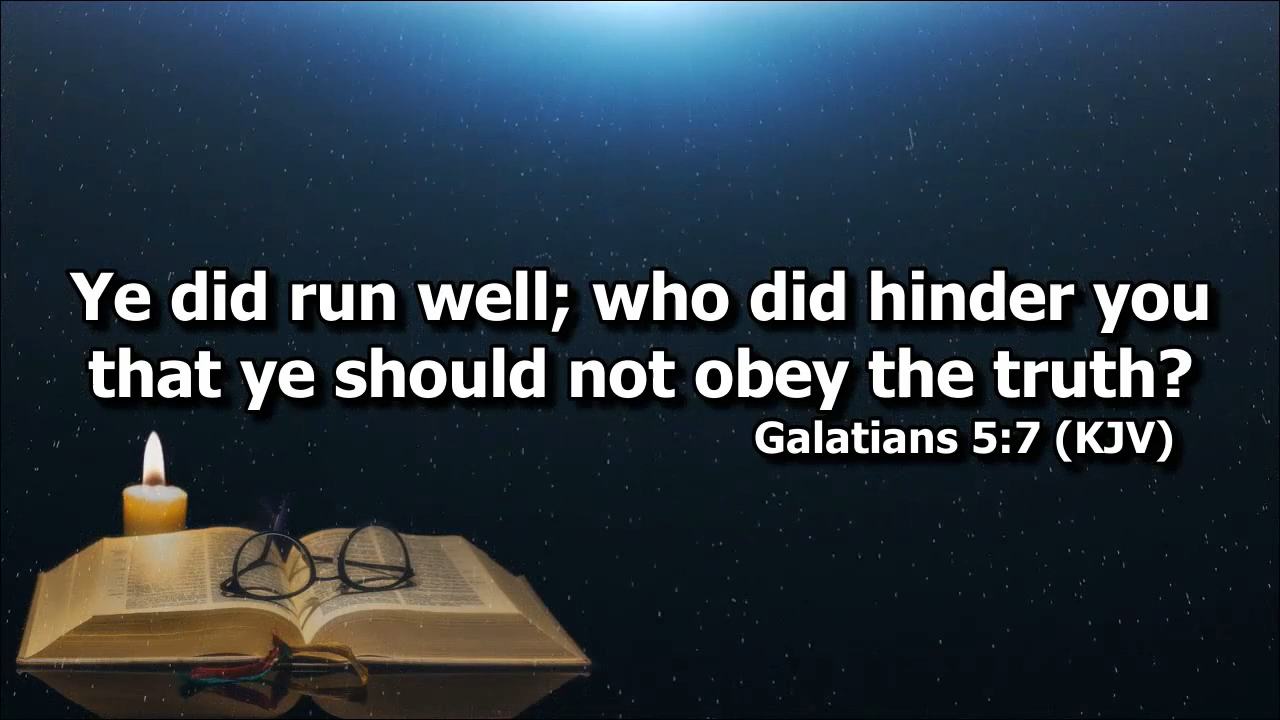 Ye did run well; who did hinder you
that ye should not obey the truth?
Galatians 5:7 (KJV)